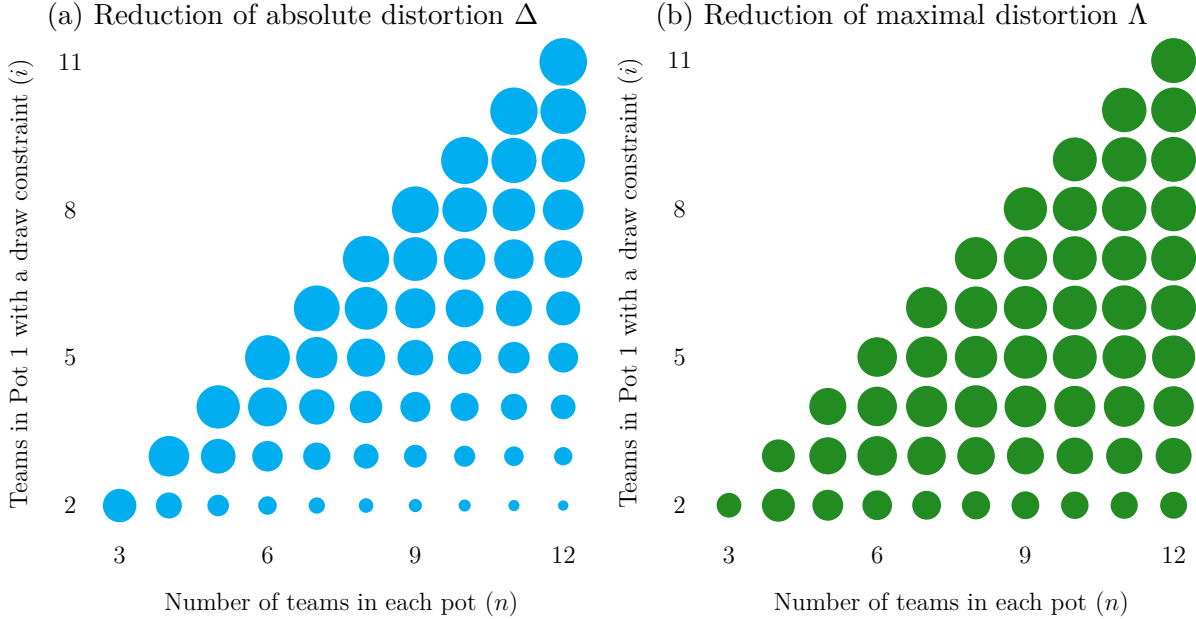 (a) Reduction of absolute distortion Δ
Teams in Pot 1 with a draw constraint (i)
11
8
5
2
3 6 9 12
Number of teams in each pot (n)
(b) Reduction of maximal distortion Λ
Teams in Pot 1 with a draw constraint (i)
11
8
5
2
3 6 9 12
Number of teams in each pot (n)